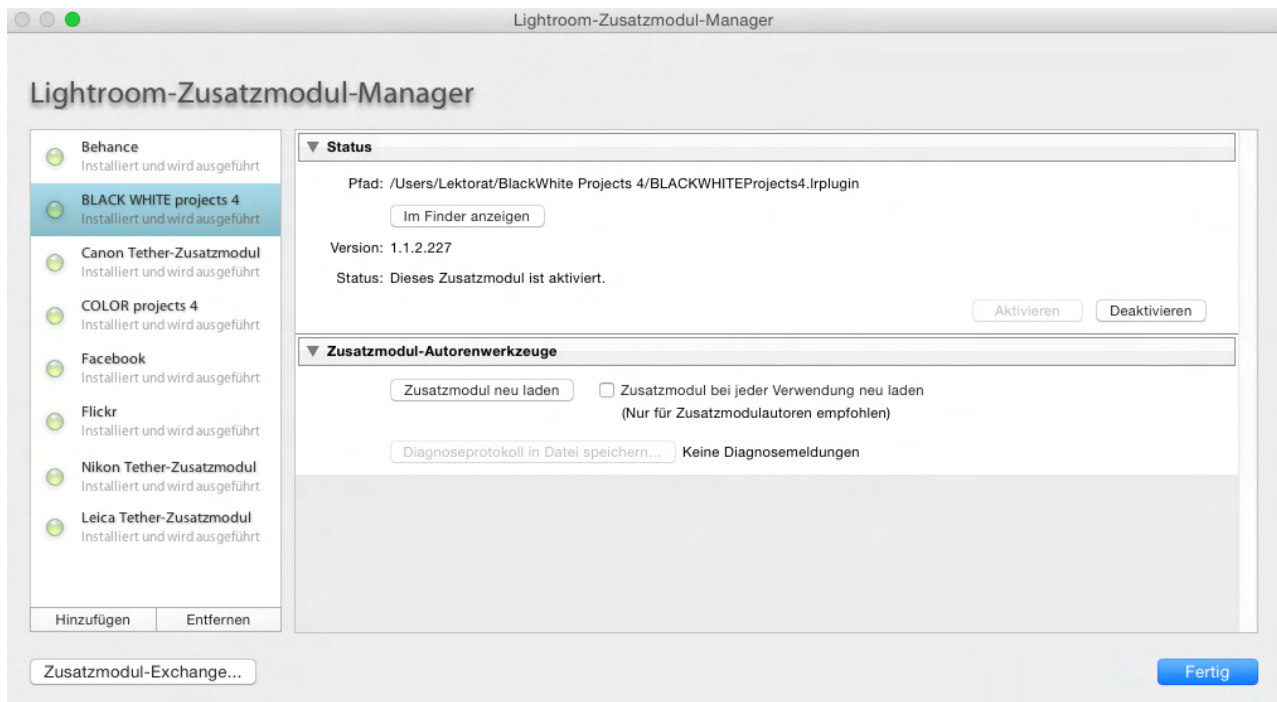 Lightroom-Zusatzmodul-Manager
Lightroom-Zusatzmodul-Manager
Behance
Installiert und wird ausgeführt
BLACK WHITE projects 4
Installiert und wird ausgeführt
Canon Tether-Zusatzmodul
Installiert und wird ausgeführt
COLOR projects 4
Installiert und wird ausgeführt
Facebook
Installiert und wird ausgeführt
Flickr
Installiert und wird ausgeführt
Nikon Tether-Zusatzmodul
Installiert und wird ausgeführt
Leica Tether-Zusatzmodul
Installiert und wird ausgeführt
Hinzufügen Entfernen
Status
Pfad: /Users/Lektorat/BlackWhite Projects 4/BLACKWHITEProjects4.lrplugin
Im Finder anzeigen
Version: 1.1.2.227
Status: Dieses Zusatzmodul ist aktiviert.
Aktivieren Deaktivieren
Zusatzmodul-Autorenwerkzeuge
Zusatzmodul neu laden Zusatzmodul bei jeder Verwendung neu laden
(Nur für Zusatzmodulautoren empfohlen)
Diagnoseprotokoll in Datei speichern... Keine Diagnosemeldungen
Zusatzmodul-Exchange... Fertig